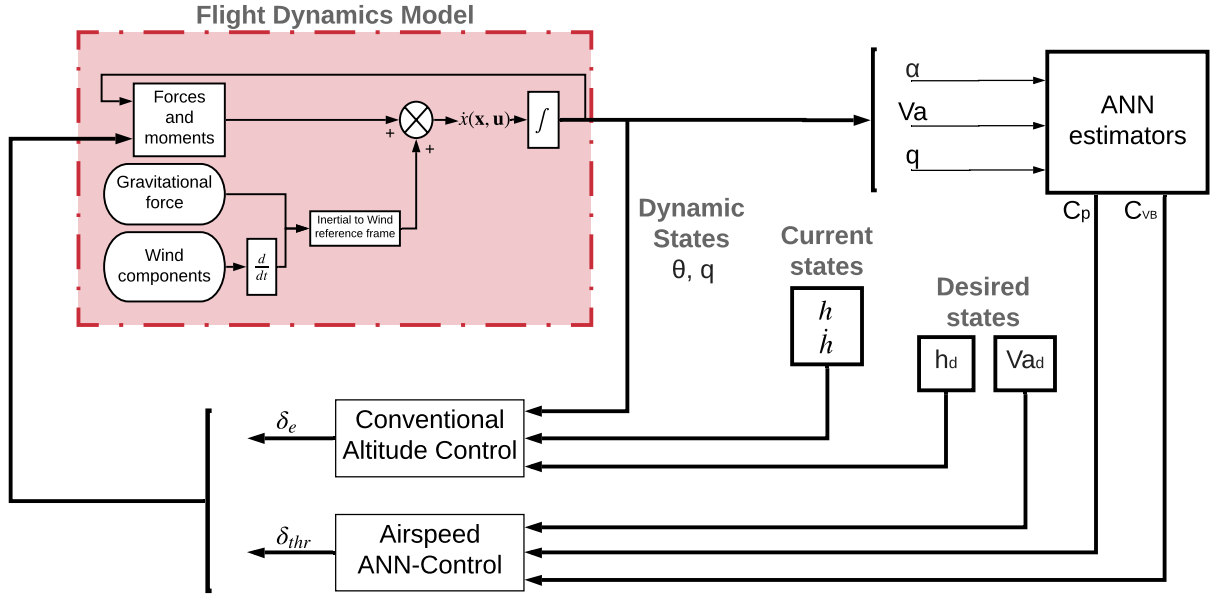 Flight Dynamics Model
Forces
and
moments
+
ẋ(x, u)
∫
+
Gravitational
force
Inertial to Wind
reference frame
Wind
components
d
dt
α
Va
q
ANN
estimators
Cp
CVB
Dynamic
States
θ, q
Current
states
h
ḣ
Desired
states
hd
Vad
δe
Conventional
Altitude Control
δthr
Airspeed
ANN-Control